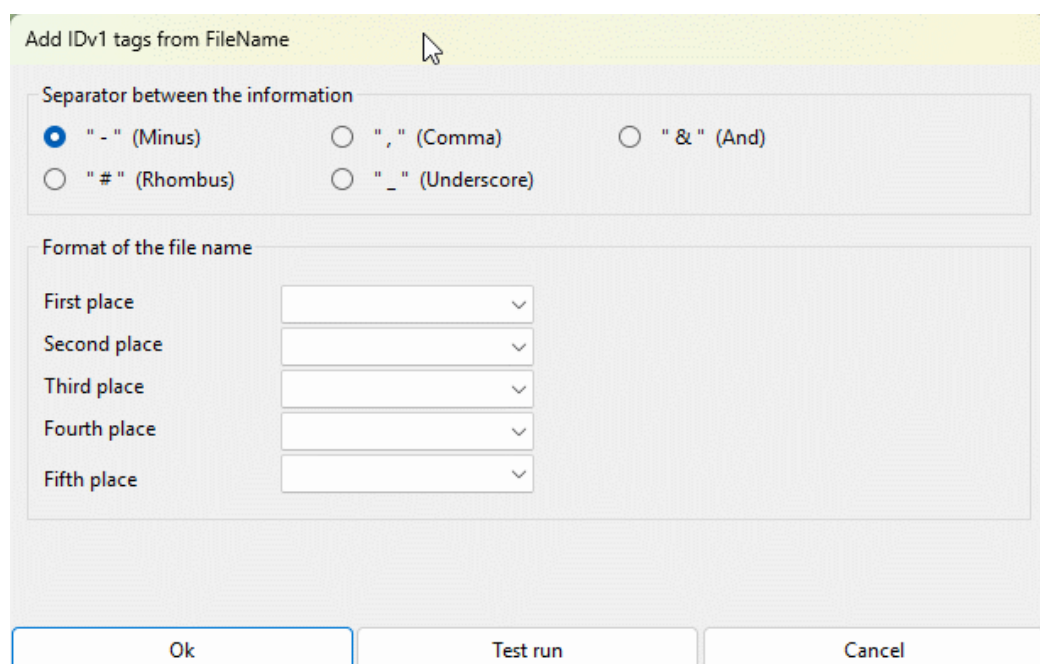 Add IDv1 tags from FileName
Separator between the information
" - " (Minus) " , " (Comma) " & " (And)
" # " (Rhombus) " _ " (Underscore)
Format of the file name
First place
Second place
Third place
Fourth place
Fifth place
Ok Test run Cancel